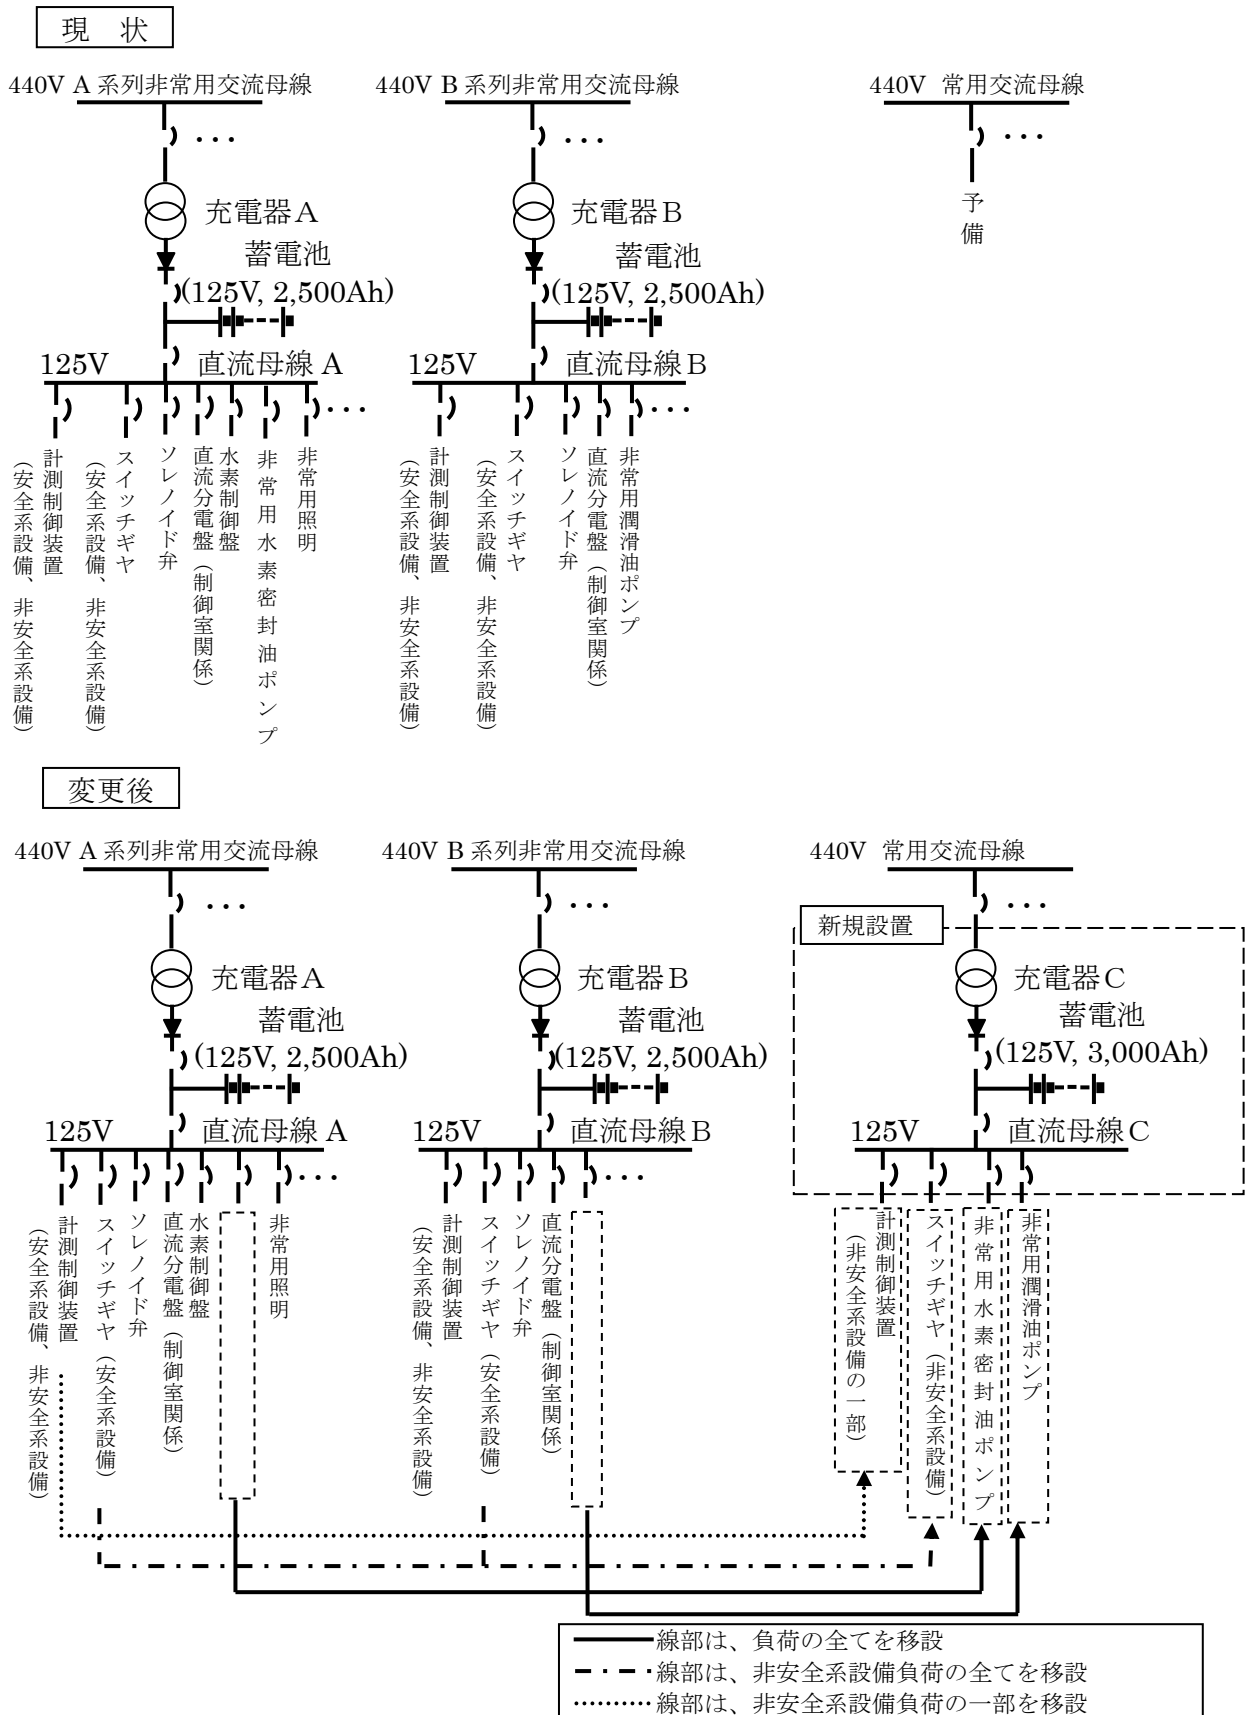 現　状
440V A 系列非常用交流母線
440V B 系列非常用交流母線
440V 常用交流母線
・・・
・・・
・・・
充電器A
充電器B
予備
蓄電池
(125V, 2,500Ah)
蓄電池
(125V, 2,500Ah)
125V
直流母線 A
125V
直流母線B
・・・
・・・
計測制御装置
(安全系設備、非安全系設備)
スイッチギヤ
(安全系設備、非安全系設備)
ソレノイド弁
直流分電盤(制御室関係)
水素制御盤
非常用水素密封油ポンプ
非常用照明
計測制御装置
(安全系設備、非安全系設備)
スイッチギヤ
(安全系設備、非安全系設備)
ソレノイド弁
直流分電盤(制御室関係)
非常用潤滑油ポンプ
変更後
440V A 系列非常用交流母線
440V B 系列非常用交流母線
440V 常用交流母線
・・・
・・・
・・・
新規設置
充電器A
充電器B
充電器C
蓄電池
(125V, 2,500Ah)
蓄電池
(125V, 2,500Ah)
蓄電池
(125V, 3,000Ah)
125V
直流母線 A
125V
直流母線B
125V
直流母線C
・・・
・・・
計測制御装置
(安全系設備、非安全系設備)
スイッチギヤ(安全系設備)
ソレノイド弁
直流分電盤(制御室関係)
水素制御盤
非常用照明
計測制御装置
(安全系設備、非安全系設備)
スイッチギヤ(安全系設備)
ソレノイド弁
直流分電盤(制御室関係)
計測制御装置
(非安全系設備の一部)
スイッチギヤ(非安全系設備)
非常用水素密封油ポンプ
非常用潤滑油ポンプ
線部は、負荷の全てを移設
線部は、非安全系設備負荷の全てを移設
線部は、非安全系設備負荷の一部を移設